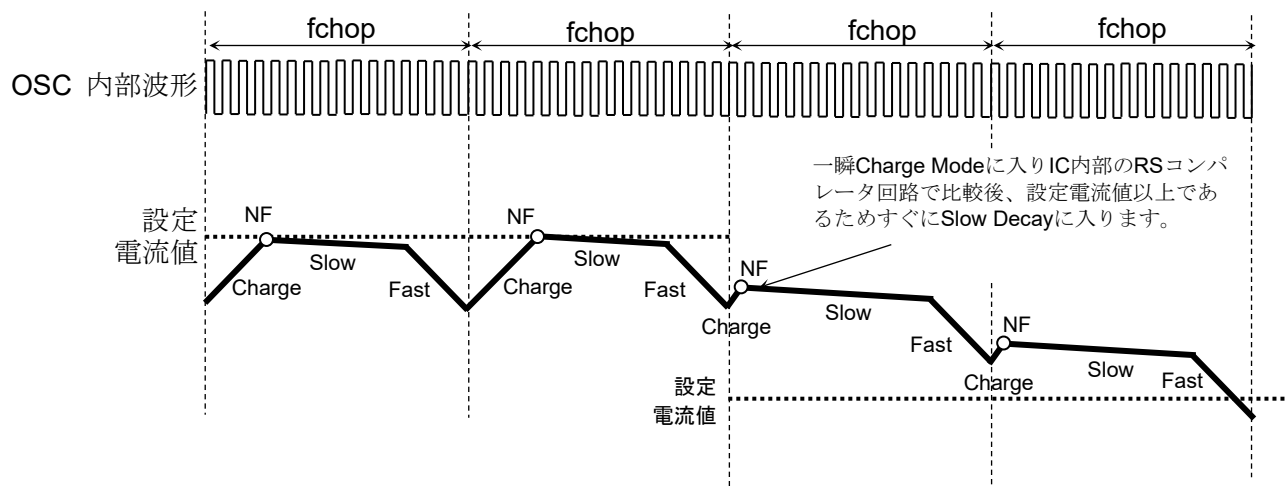 fchop fchop fchop fchop
OSC 内部波形
一瞬Charge Modeに入りIC内部のRSコンパ
レータ回路で比較後、設定電流値以上であ
るためすぐにSlow Decayに入ります。
設定
電流値
NF
Charge
Slow
Fast
NF
Charge
Slow
Fast
NF
Charge
Slow
Fast
NF
Charge
Slow
Fast
設定
電流値